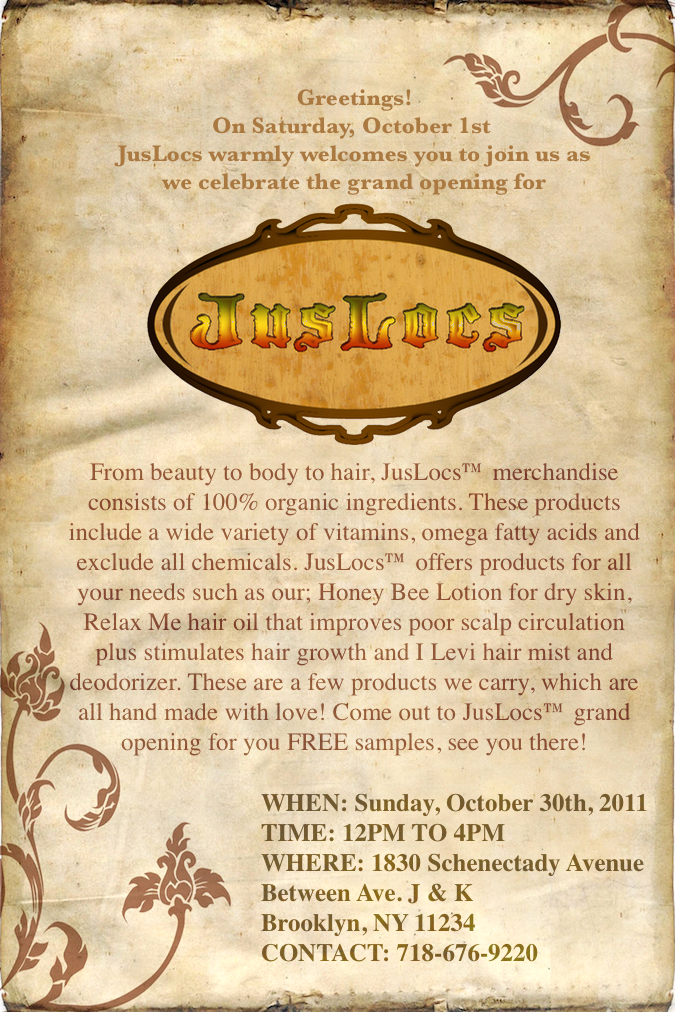 Greetings!
On Saturday, October 1st
JusLocs warmly welcomes you to join us as
we celebrate the grand opening for
JusLocs
From beauty to body to hair, JusLocs™ merchandise
consists of 100% organic ingredients. These products
include a wide variety of vitamins, omega fatty acids and
exclude all chemicals. JusLocs™ offers products for all
your needs such as our; Honey Bee Lotion for dry skin,
Relax Me hair oil that improves poor scalp circulation
plus stimulates hair growth and I Levi hair mist and
deodorizer. These are a few products we carry, which are
all hand made with love! Come out to JusLocs™ grand
opening for you FREE samples, see you there!
WHEN: Sunday, October 30th, 2011
TIME: 12PM TO 4PM
WHERE: 1830 Schenectady Avenue
Between Ave. J & K
Brooklyn, NY 11234
CONTACT: 718-676-9220